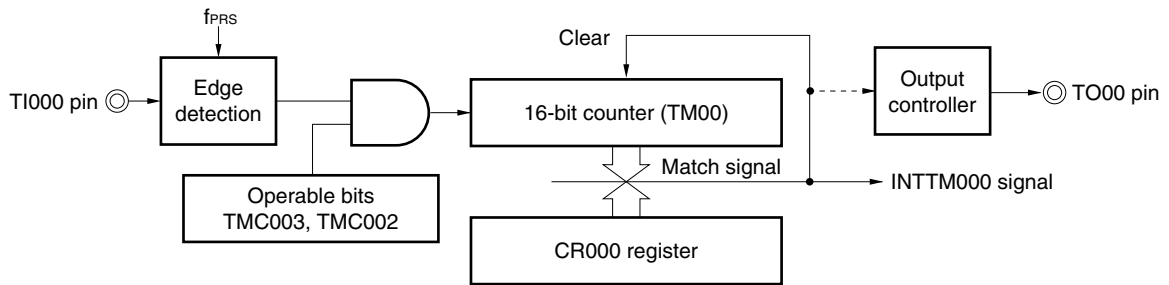 fPRS
Clear
TI000 pin
Edge
detection
16-bit counter (TM00)
Output
controller
TO00 pin
Operable bits
TMC003, TMC002
Match signal
INTTM000 signal
CR000 register